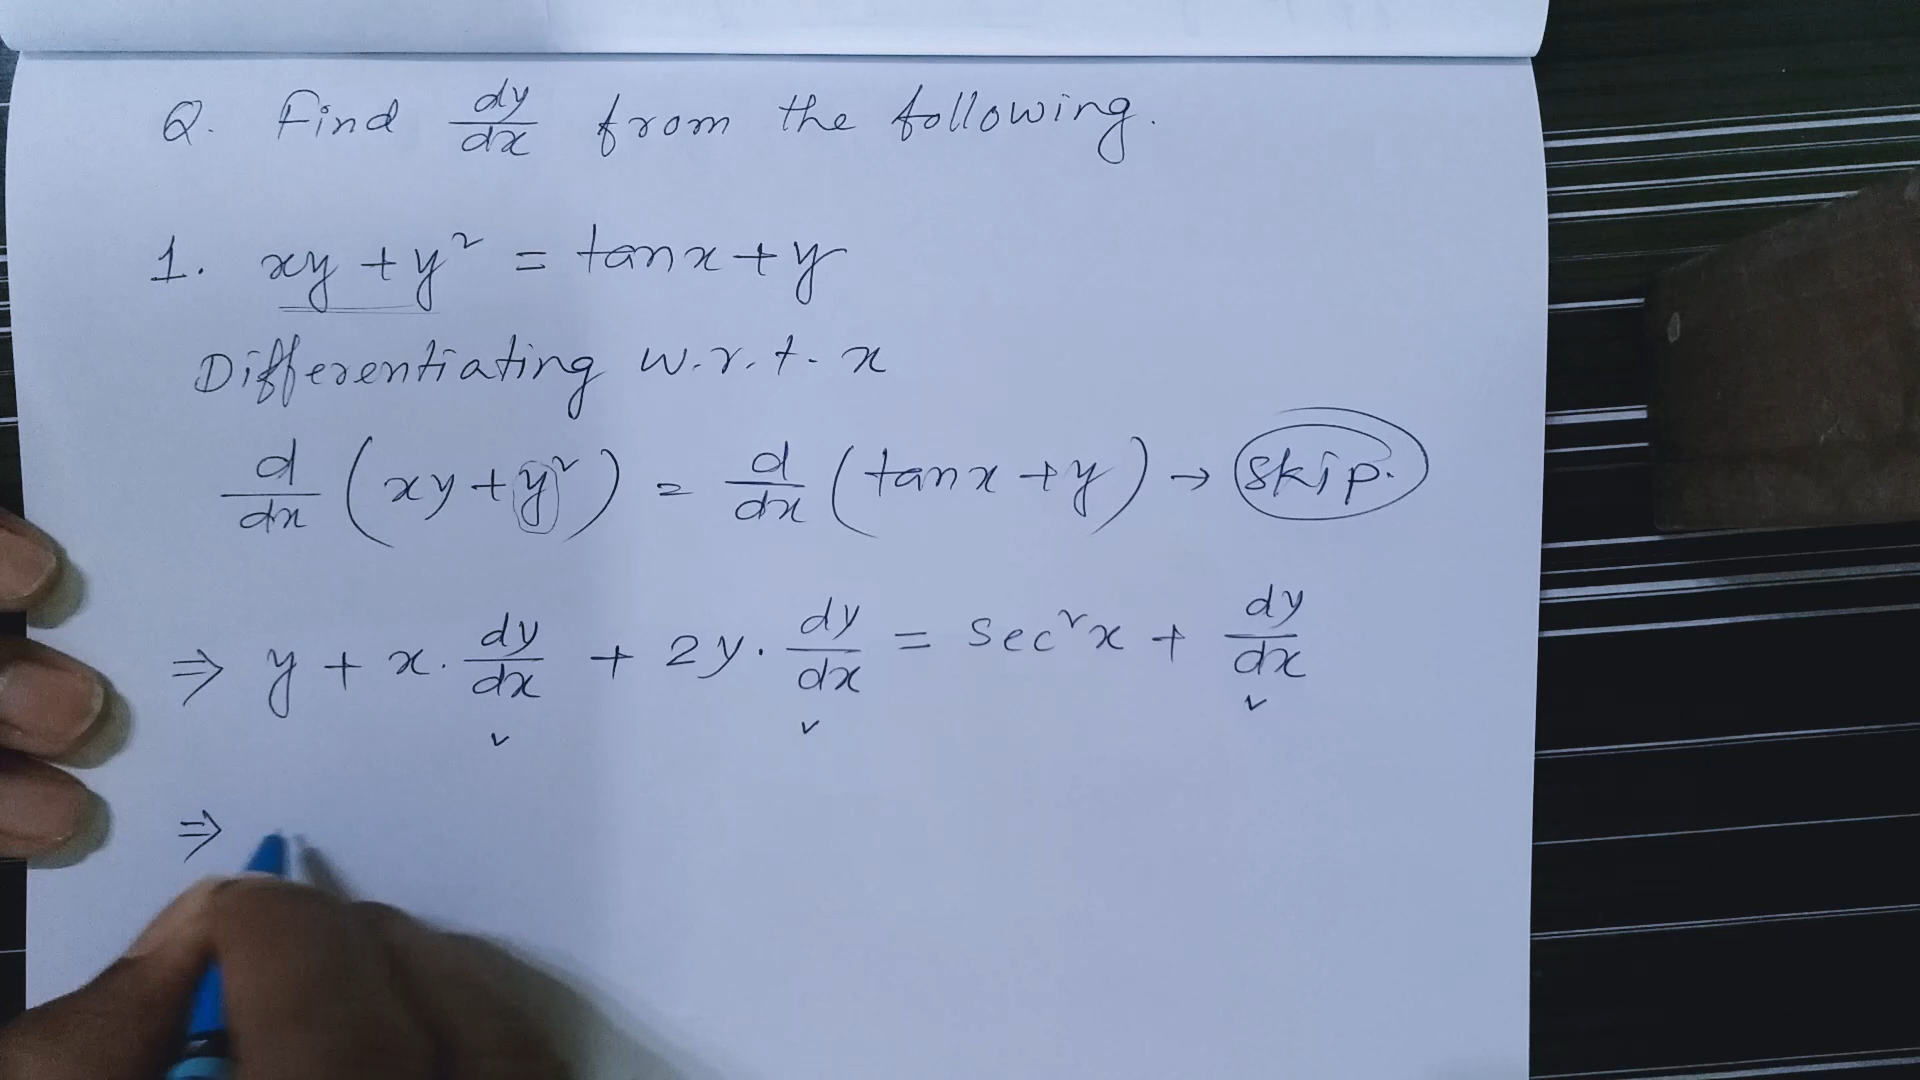 Q. Find dy/dx from the following.
1. xy + y² = tanx + y
Differentiating w.r.t. x
d/dx (xy + y²) = d/dx (tanx + y) → Skip.
⇒ y + x. dy/dx + 2y. dy/dx = sec²x + dy/dx
⇒